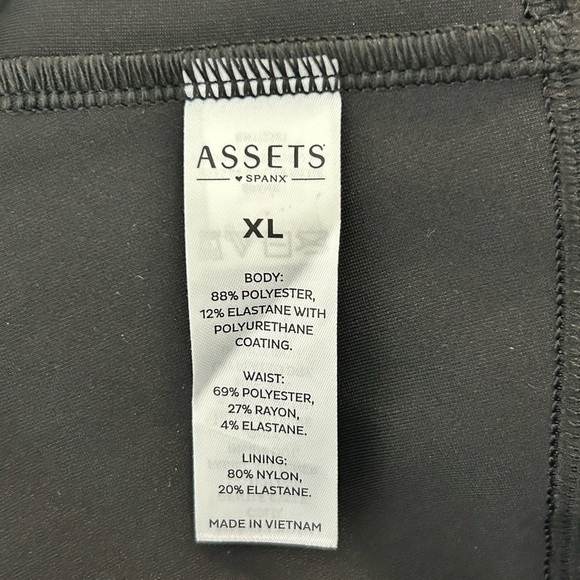 ASSETS
♥ SPANX
XL
BODY:
88% POLYESTER,
12% ELASTANE WITH
POLYURETHANE
COATING.
WAIST:
69% POLYESTER,
27% RAYON,
4% ELASTANE.
LINING:
80% NYLON,
20% ELASTANE.
MADE IN VIETNAM